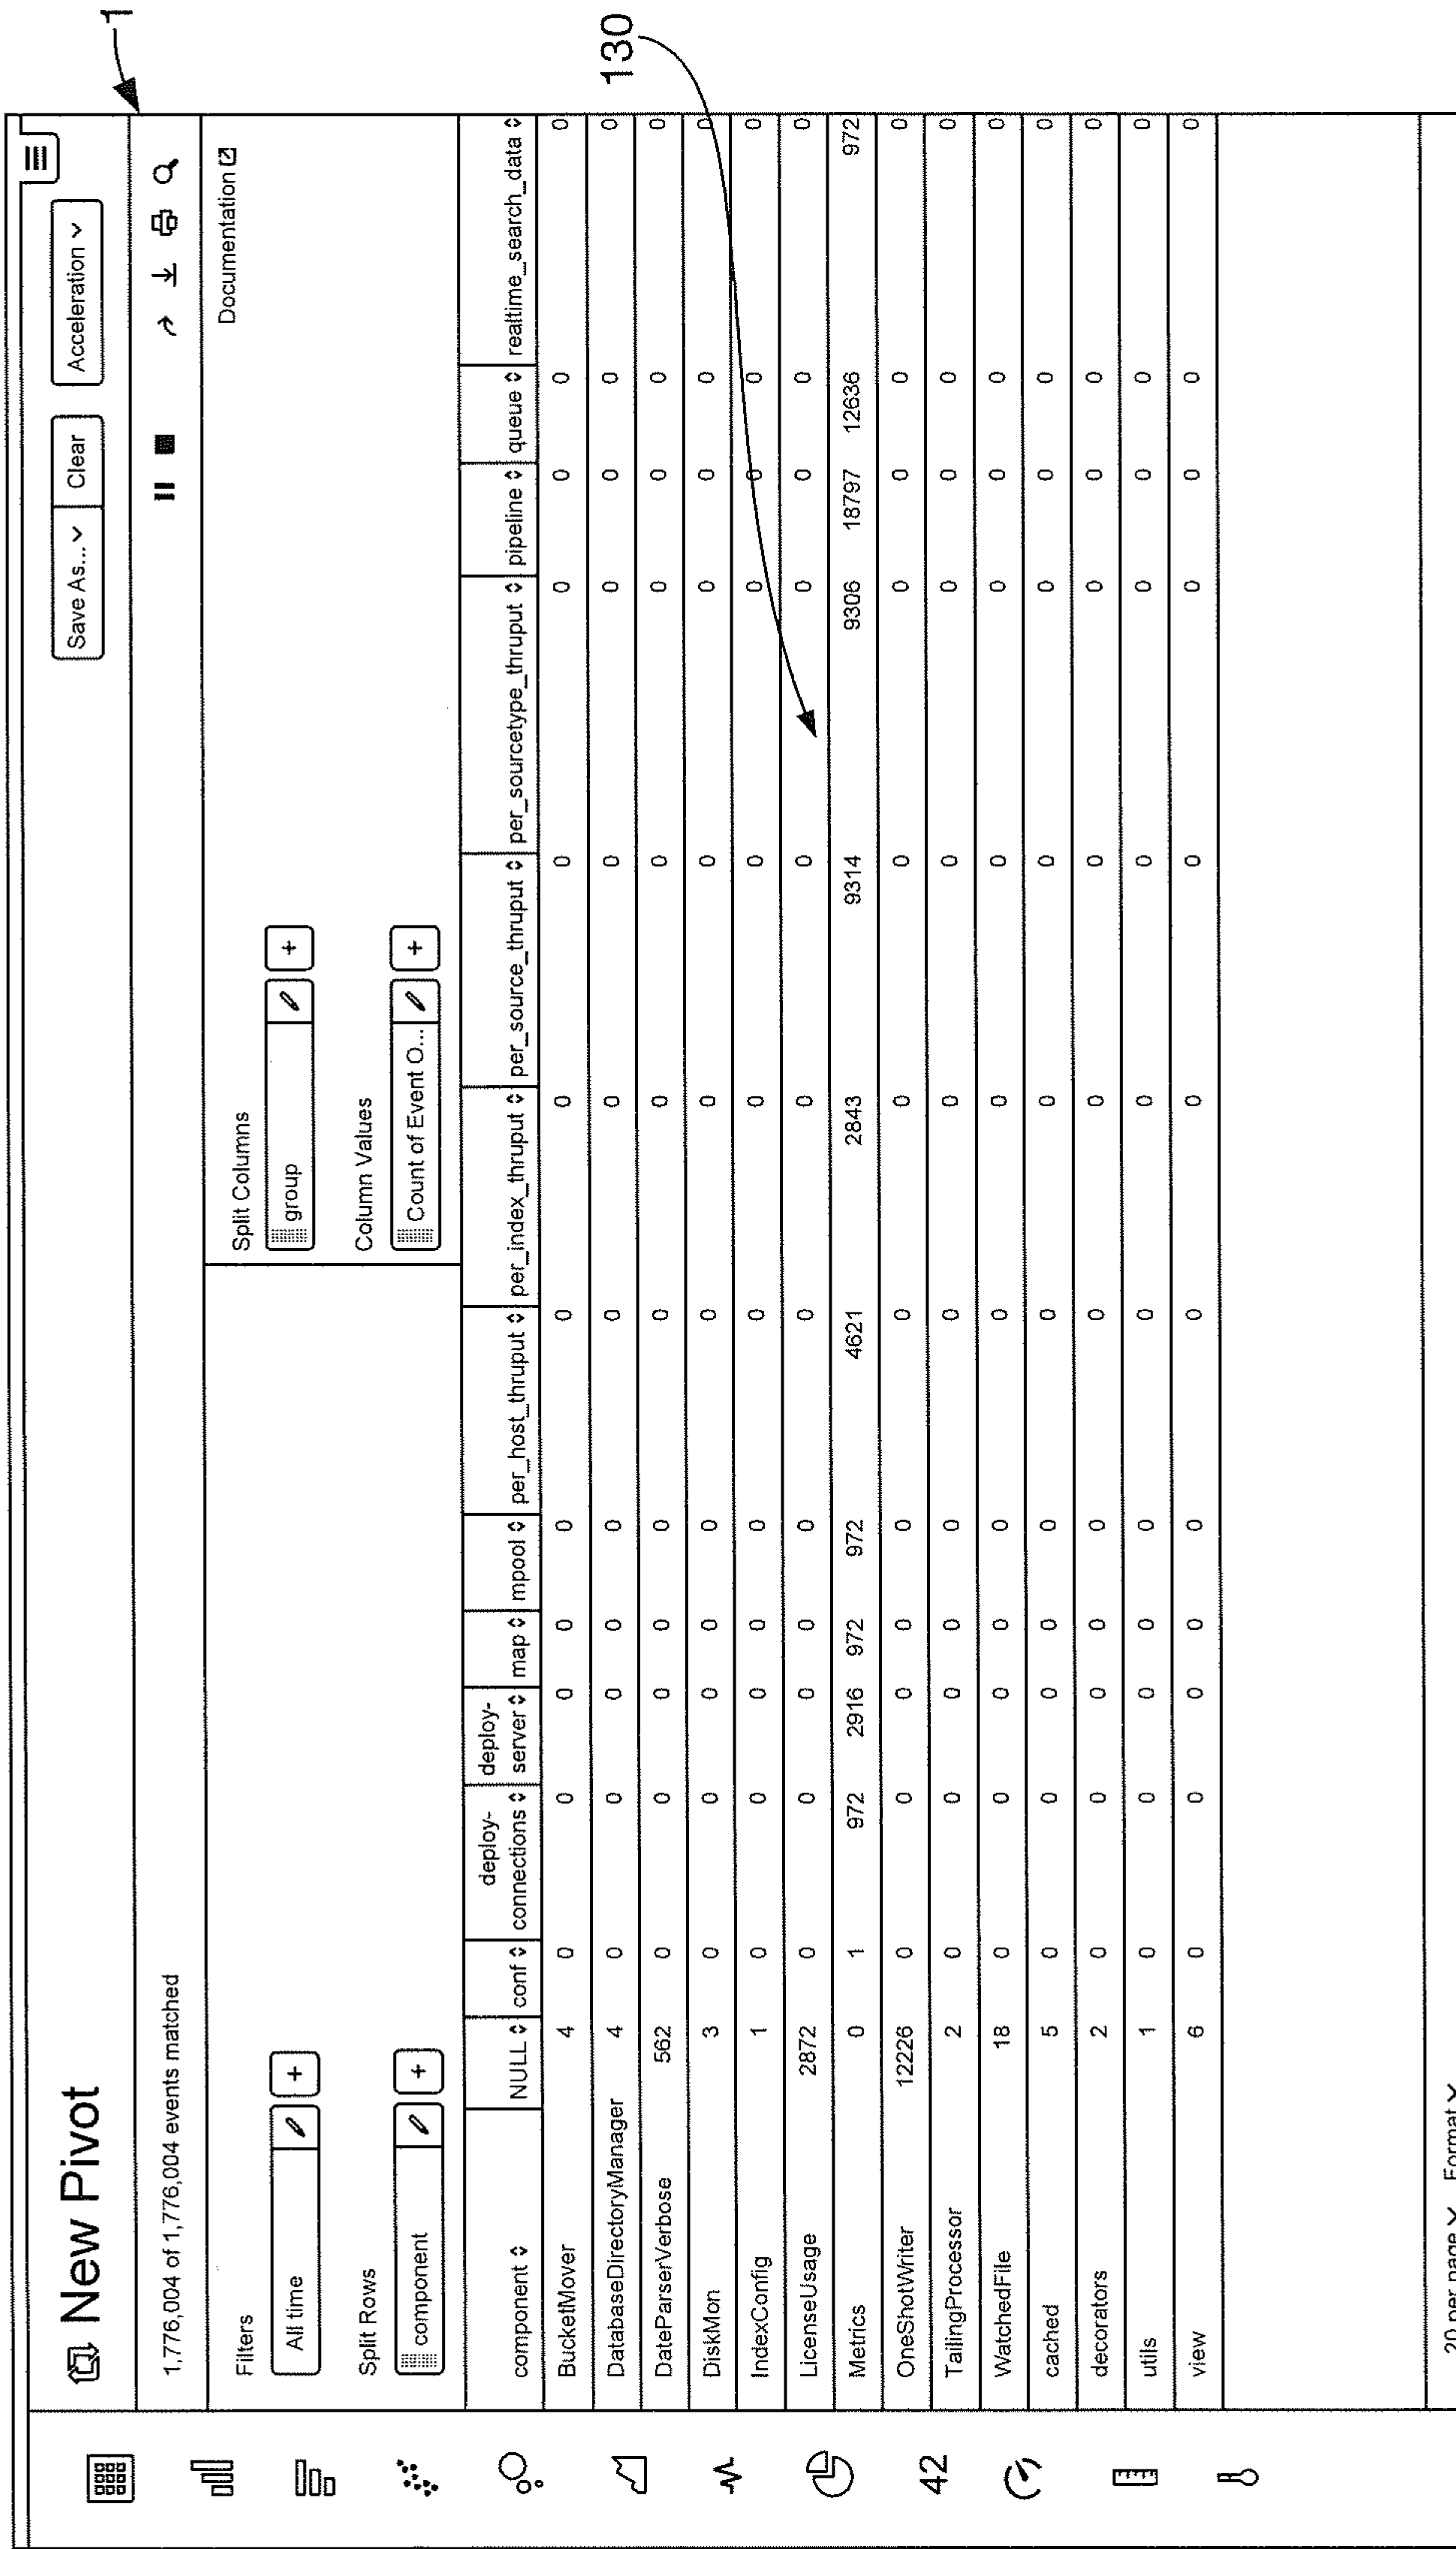 New Pivot
Save As... Clear Acceleration
1
1,776,004 of 1,776,004 events matched
130
Documentation
Filters
All time +
Split Columns
group +
Split Rows
component +
Column Values
Count of Event O... +
component NULL conf deploy-connections deploy-server map mpool per_host_thruput per_index_thruput per_source_thruput per_sourcetype_thruput pipeline queue realtime_search_data
BucketMover 4 0 0 0 0 0 0 0 0 0 0 0 0
DatabaseDirectoryManager 4 0 0 0 0 0 0 0 0 0 0 0 0
DateParserVerbose 562 0 0 0 0 0 0 0 0 0 0 0 0
DiskMon 3 0 0 0 0 0 0 0 0 0 0 0 0
IndexConfig 1 0 0 0 0 0 0 0 0 0 0 0 0
LicenseUsage 2872 0 0 0 0 0 0 0 0 0 0 0 0
Metrics 0 1 972 2916 972 972 4621 2843 9314 9306 18797 12636 972
OneShotWriter 12226 0 0 0 0 0 0 0 0 0 0 0 0
TailingProcessor 2 0 0 0 0 0 0 0 0 0 0 0 0
WatchedFile 18 0 0 0 0 0 0 0 0 0 0 0 0
cached 5 0 0 0 0 0 0 0 0 0 0 0 0
decorators 2 0 0 0 0 0 0 0 0 0 0 0 0
utils 1 0 0 0 0 0 0 0 0 0 0 0 0
view 6 0 0 0 0 0 0 0 0 0 0 0 0
42
20 per page Format